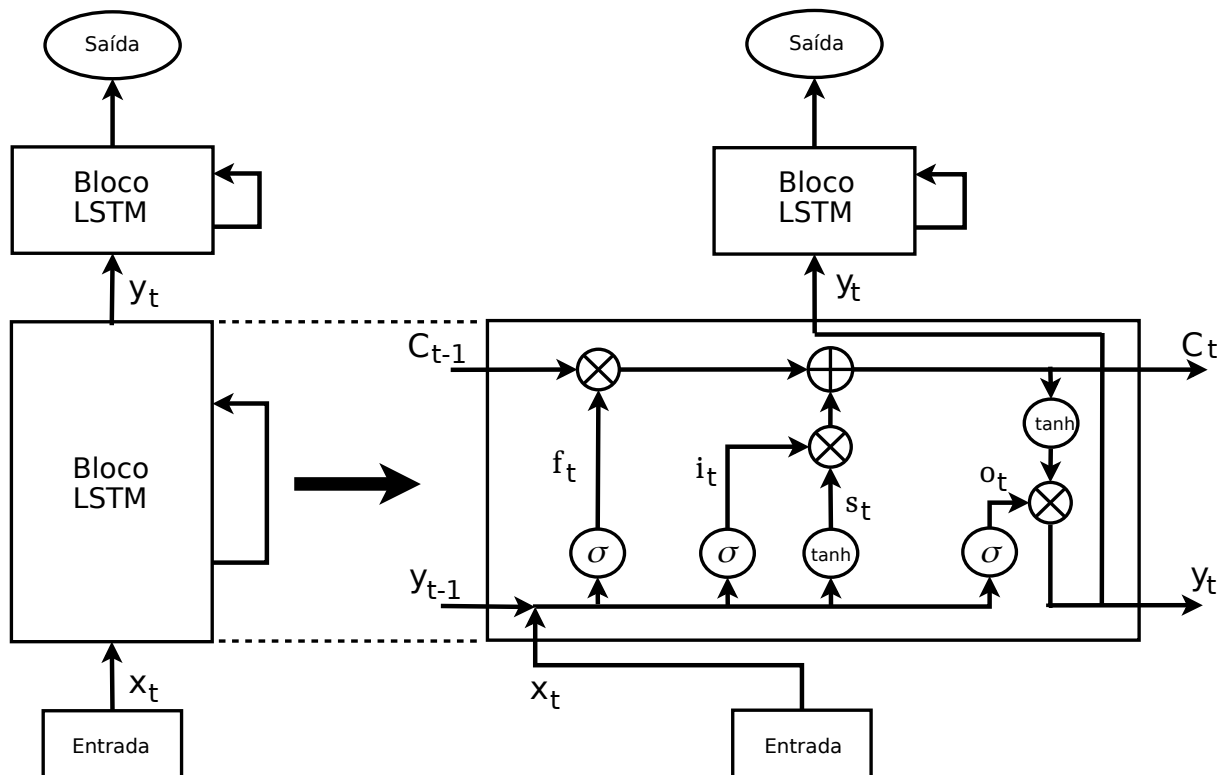 Saída
Bloco
LSTM
y_t
Bloco
LSTM
x_t
Entrada
Saída
Bloco
LSTM
y_t
C_t-1
C_t
tanh
f_t
i_t
s_t
o_t
σ
σ
tanh
σ
y_t-1
y_t
x_t
Entrada